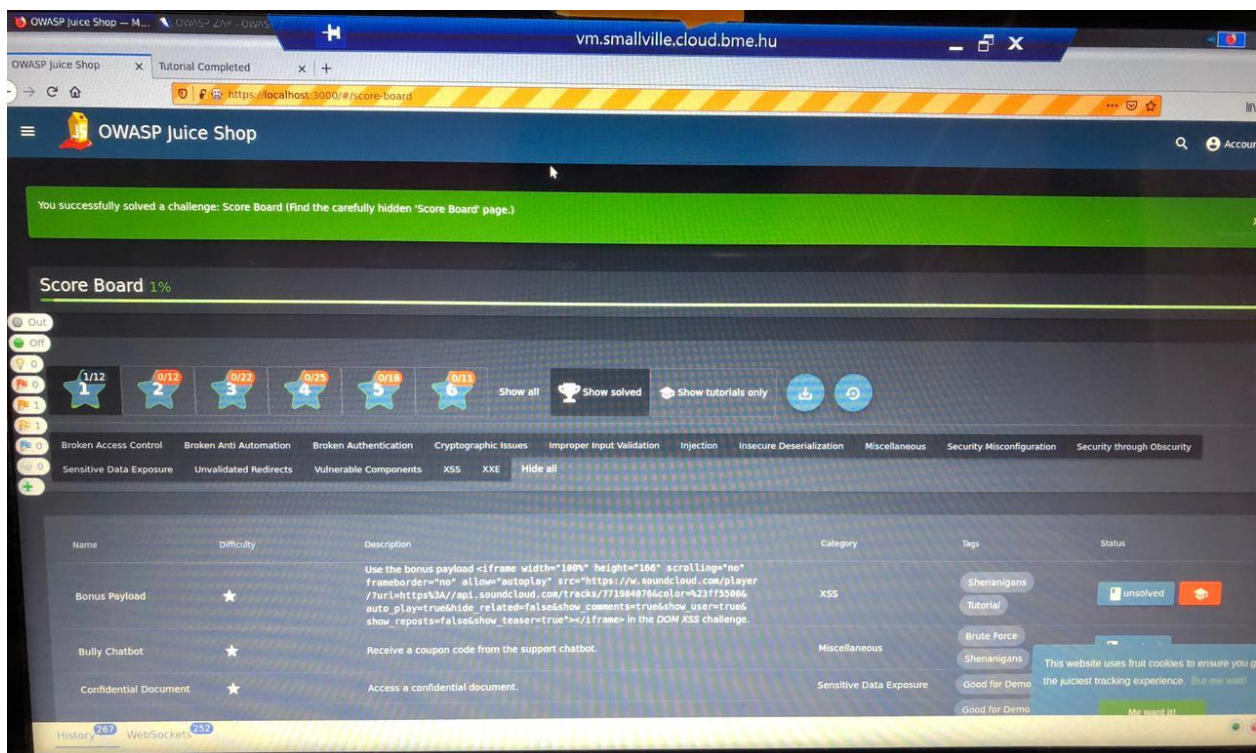 OWASP Juice Shop — M...
OWASP ZAP - OWAS
vm.smallville.cloud.bme.hu
OWASP Juice Shop
Tutorial Completed
https://localhost:3000/#/score-board
OWASP Juice Shop
Accoun
You successfully solved a challenge: Score Board (Find the carefully hidden 'Score Board' page.)
Score Board 1%
Out
Off
0
0
1
1
0
0
1/12
1
0/12
2
0/22
3
0/25
4
0/18
5
0/11
6
Show all
Show solved
Show tutorials only
Broken Access Control
Broken Anti Automation
Broken Authentication
Cryptographic Issues
Improper Input Validation
Injection
Insecure Deserialization
Miscellaneous
Security Misconfiguration
Security through Obscurity
Sensitive Data Exposure
Unvalidated Redirects
Vulnerable Components
XSS
XXE
Hide all
Name
Difficulty
Description
Category
Tags
Status
Bonus Payload
Use the bonus payload <iframe width="100%" height="166" scrolling="no"
frameborder="no" allow="autoplay" src="https://w.soundcloud.com/player
/?url=https%3A//api.soundcloud.com/tracks/771984076&color=%23ff5500&
auto_play=true&hide_related=false&show_comments=true&show_user=true&
show_reposts=false&show_teaser=true"></iframe> in the DOM XSS challenge.
XSS
Shenanigans
Tutorial
unsolved
Bully Chatbot
Receive a coupon code from the support chatbot.
Miscellaneous
Brute Force
Shenanigans
Confidential Document
Access a confidential document.
Sensitive Data Exposure
Good for Demo
Good for Demo
This website uses fruit cookies to ensure you g
the juiciest tracking experience. But me wait!
Me want it!
History 267
WebSockets 252